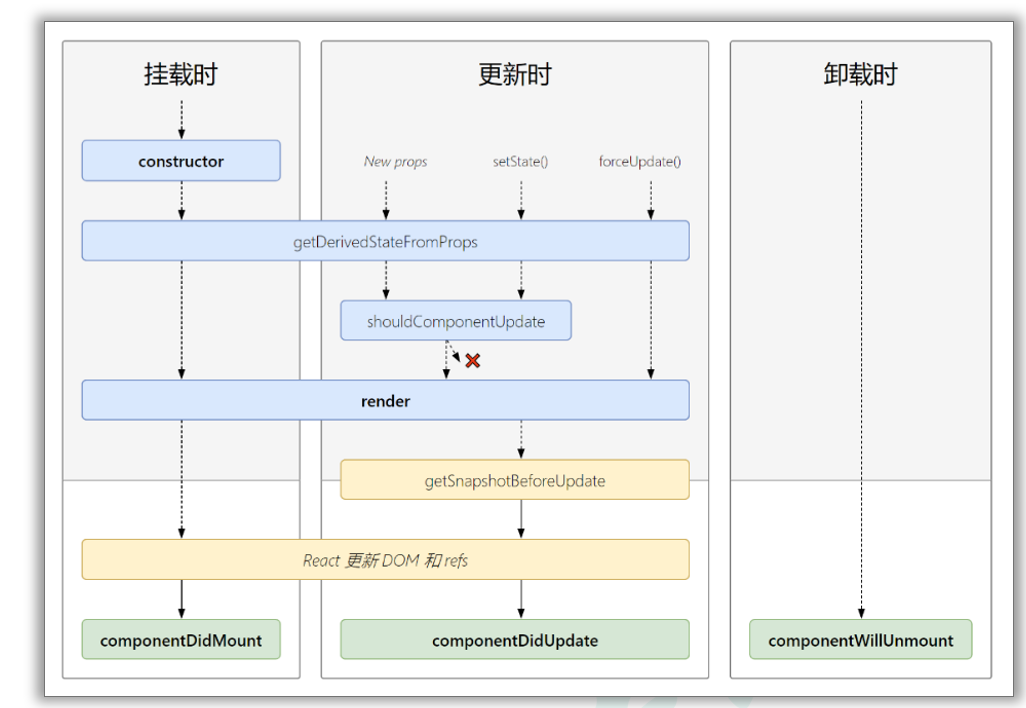 挂载时
更新时
卸载时
constructor
New props
setState()
forceUpdate()
getDerivedStateFromProps
shouldComponentUpdate
render
getSnapshotBeforeUpdate
React 更新 DOM 和 refs
componentDidMount
componentDidUpdate
componentWillUnmount